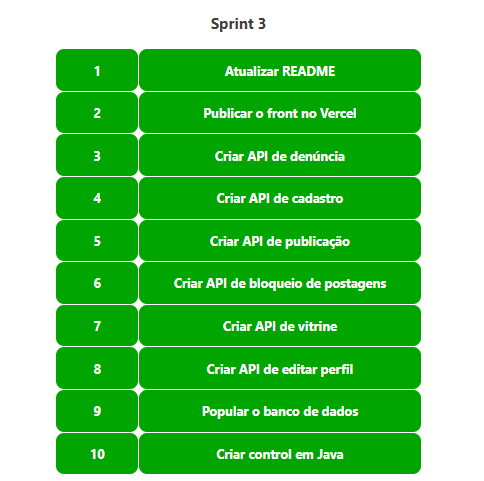 Sprint 3
1 Atualizar README
2 Publicar o front no Vercel
3 Criar API de denúncia
4 Criar API de cadastro
5 Criar API de publicação
6 Criar API de bloqueio de postagens
7 Criar API de vitrine
8 Criar API de editar perfil
9 Popular o banco de dados
10 Criar control em Java